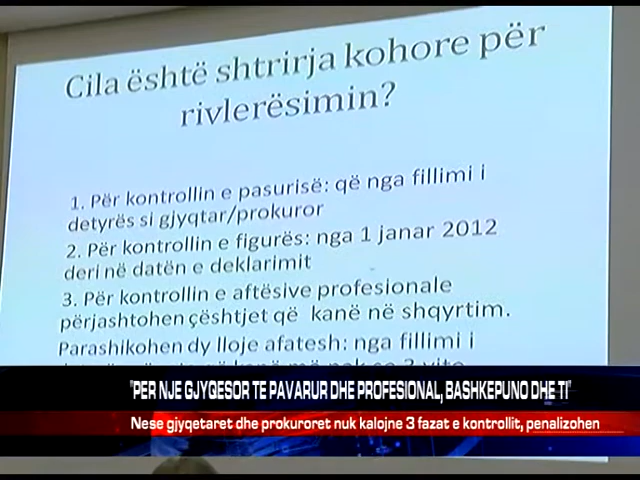 Cila është shtrirja kohore për
rivlerësimin?
1. Për kontrollin e pasurisë: që nga fillimi i
detyrës si gjyqtar/prokuror
2. Për kontrollin e figurës: nga 1 janar 2012
deri në datën e deklarimit
3. Për kontrollin e aftësive profesionale
përjashtohen çështjet që kanë në shqyrtim.
Parashikohen dy lloje afatesh: nga fillimi i
"PER NJE GJYQESOR TE PAVARUR DHE PROFESIONAL, BASHKEPUNO DHE TI"
Nese gjyqetaret dhe prokuroret nuk kalojne 3 fazat e kontrollit, penalizohen